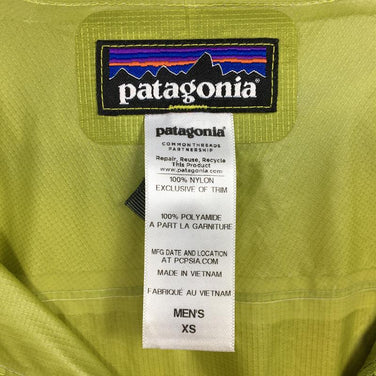 patagonia
patagonia
COMMON THREADS
PARTNERSHIP
Repair, Reuse, Recycle
This Product
www.patagonia.com
100% NYLON
EXCLUSIVE OF TRIM
100% POLYAMIDE
A PART LA GARNITURE
MFG DATE AND LOCATION
AT PCPSIA.COM
MADE IN VIETNAM
FABRIQUÉ AU VIETNAM
MEN'S
XS